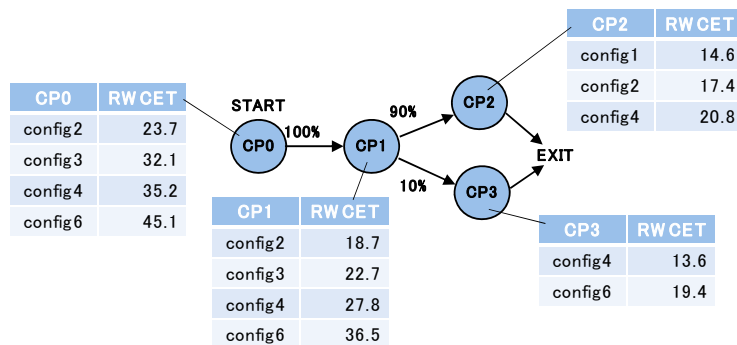 CP2 RWCET
config1 14.6
config2 17.4
config4 20.8
CP0 RWCET
config2 23.7
config3 32.1
config4 35.2
config6 45.1
START
CP0
100%
CP1
90%
CP2
10%
CP3
EXIT
CP1 RWCET
config2 18.7
config3 22.7
config4 27.8
config6 36.5
CP3 RWCET
config4 13.6
config6 19.4